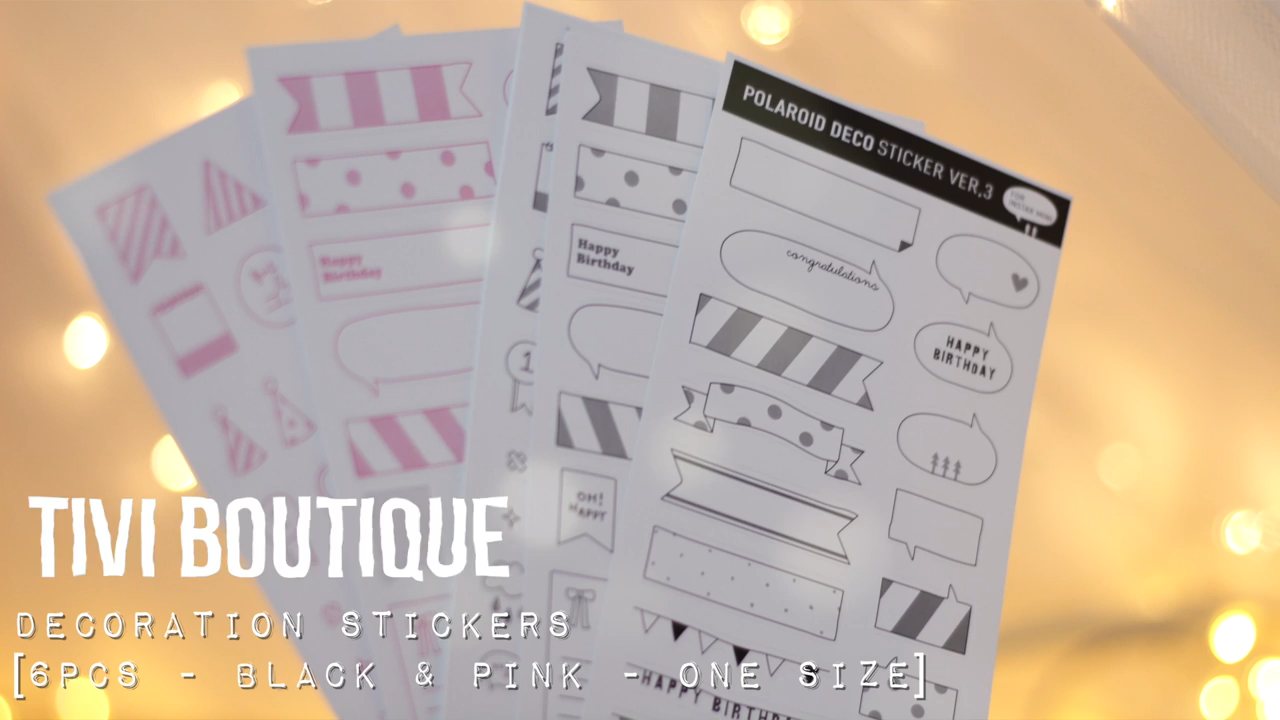 POLAROID DECO STICKER VER.3
congratulations
HAPPY
BIRTHDAY
Happy
Birthday
Happy
Birthday
1
OH!
HAPPY
HAPPY BIRTHDAY
TIVI BOUTIQUE
DECORATION STICKERS
[6PCS - BLACK & PINK - ONE SIZE]